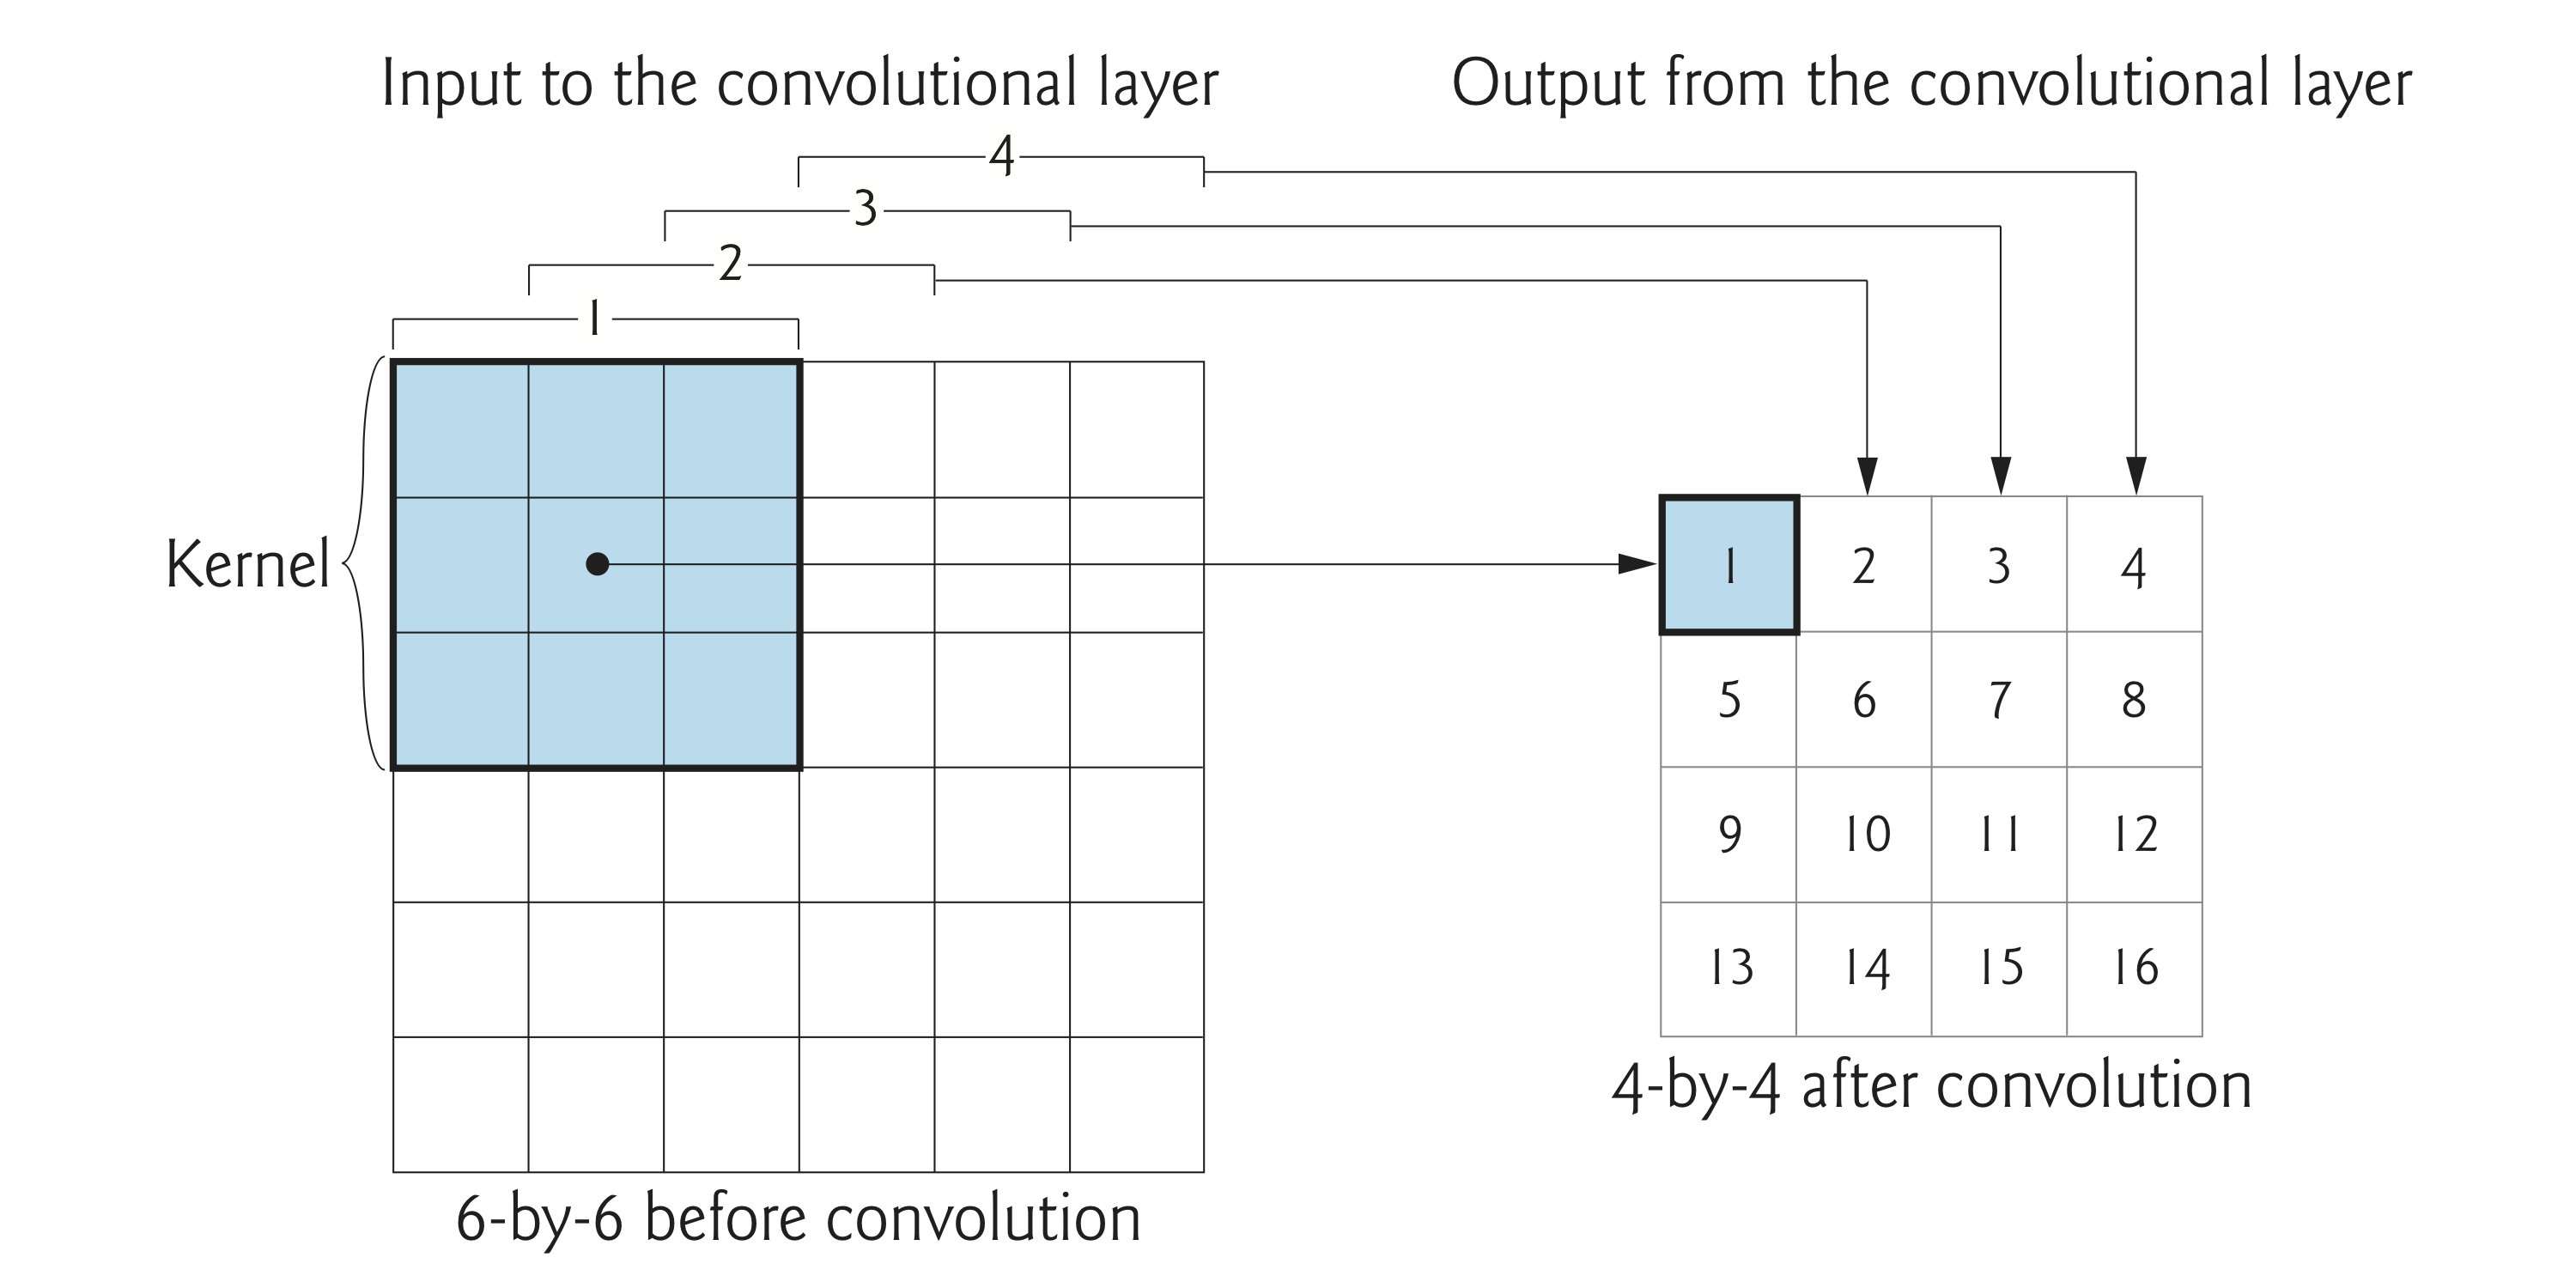 Input to the convolutional layer
Output from the convolutional layer
4
3
2
1
Kernel
1 2 3 4
5 6 7 8
9 10 11 12
13 14 15 16
4-by-4 after convolution
6-by-6 before convolution